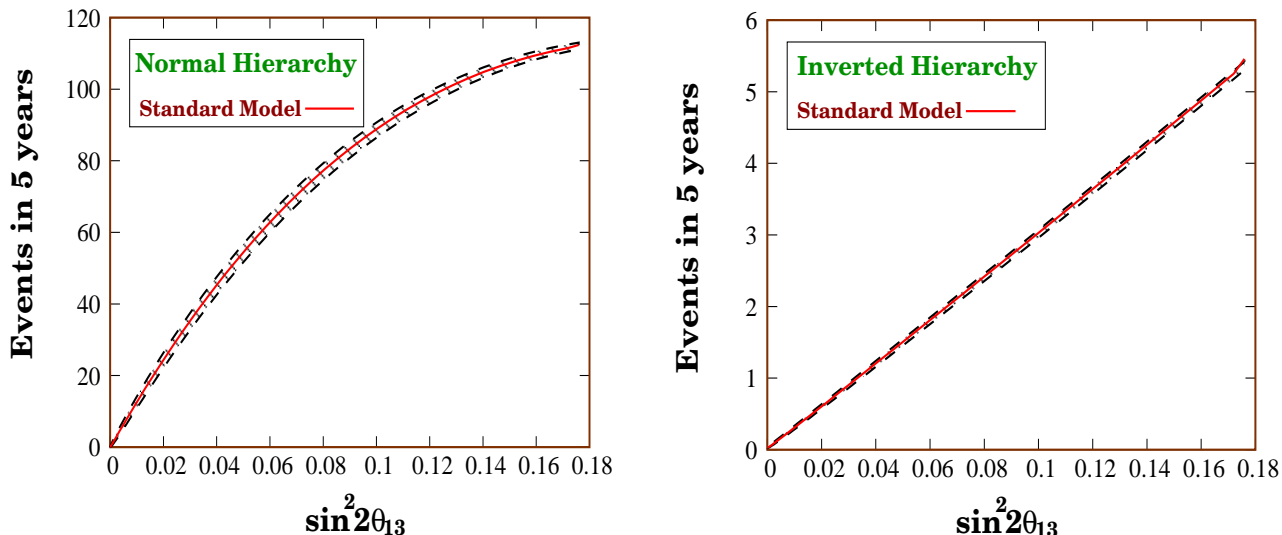 120
100
80
60
40
20
0
Events in 5 years
Normal Hierarchy
Standard Model
0 0.02 0.04 0.06 0.08 0.1 0.12 0.14 0.16 0.18
sin²2θ₁₃
6
5
4
3
2
1
0
Events in 5 years
Inverted Hierarchy
Standard Model
0 0.02 0.04 0.06 0.08 0.1 0.12 0.14 0.16 0.18
sin²2θ₁₃